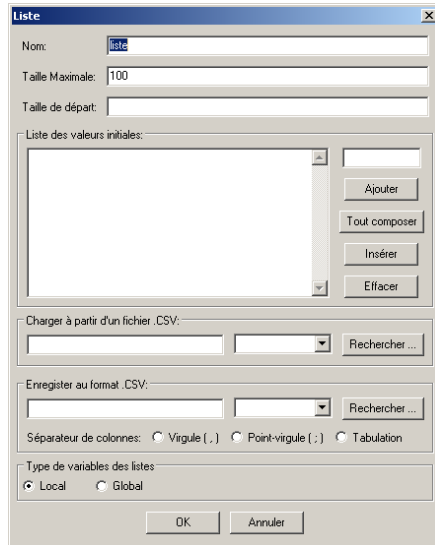 Liste
Nom: liste
Taille Maximale: 100
Taille de départ:
Liste des valeurs initiales:
Ajouter
Tout composer
Insérer
Effacer
Charger à partir d'un fichier .CSV:
Rechercher ...
Enregister au format .CSV:
Rechercher ...
Séparateur de colonnes: Virgule ( , ) Point-virgule ( ; ) Tabulation
Type de variables des listes
Local Global
OK Annuler